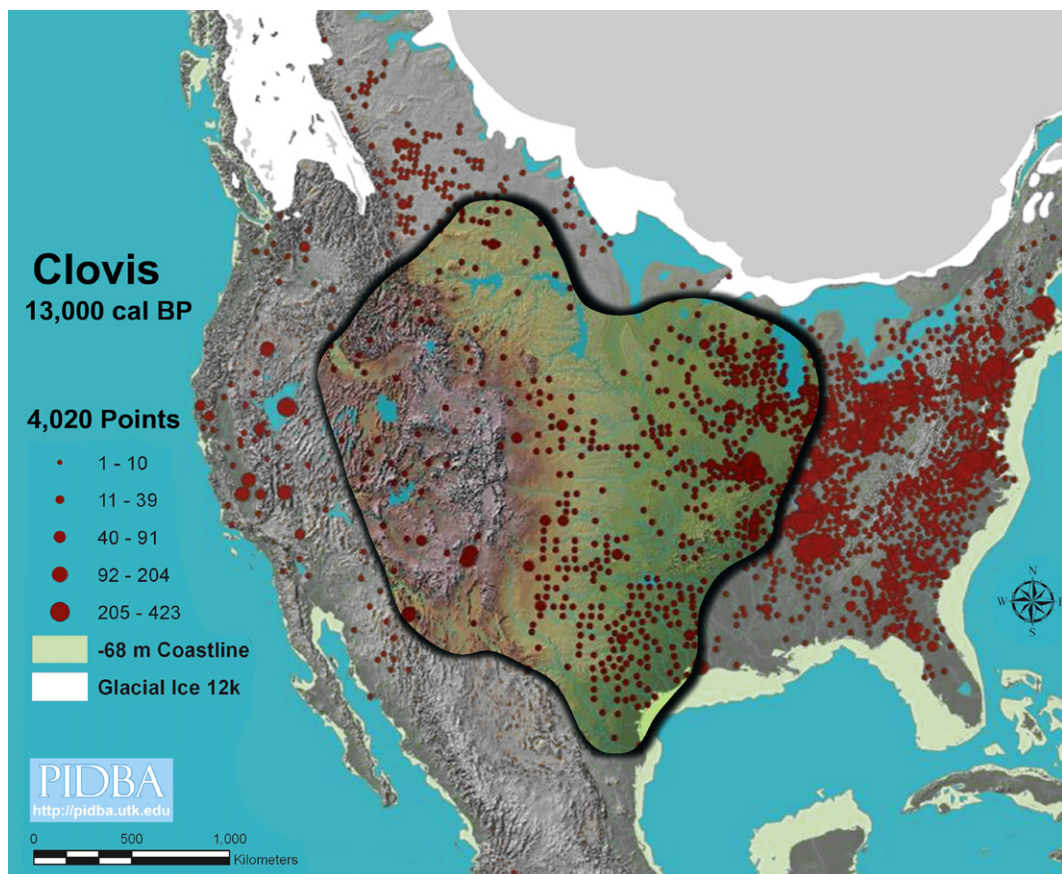 Clovis
13,000 cal BP
4,020 Points
1 - 10
11 - 39
40 - 91
92 - 204
205 - 423
-68 m Coastline
Glacial Ice 12k
N
W E
S
PIDBA
http://pidba.utk.edu
0 500 1,000
Kilometers